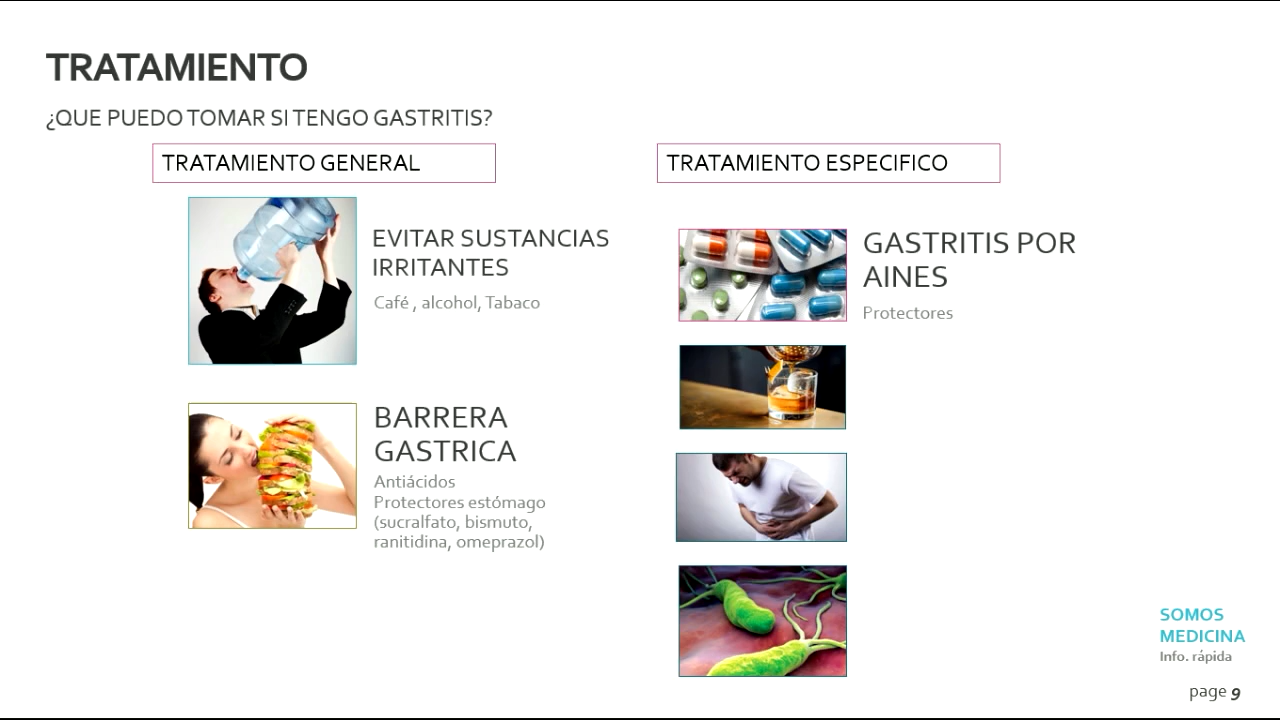 TRATAMIENTO
¿QUE PUEDO TOMAR SI TENGO GASTRITIS?
TRATAMIENTO GENERAL
EVITAR SUSTANCIAS
IRRITANTES
Café , alcohol, Tabaco
BARRERA
GASTRICA
Antiácidos
Protectores estómago
(sucralfato, bismuto,
ranitidina, omeprazol)
TRATAMIENTO ESPECIFICO
GASTRITIS POR
AINES
Protectores
SOMOS
MEDICINA
Info. rápida
page 9